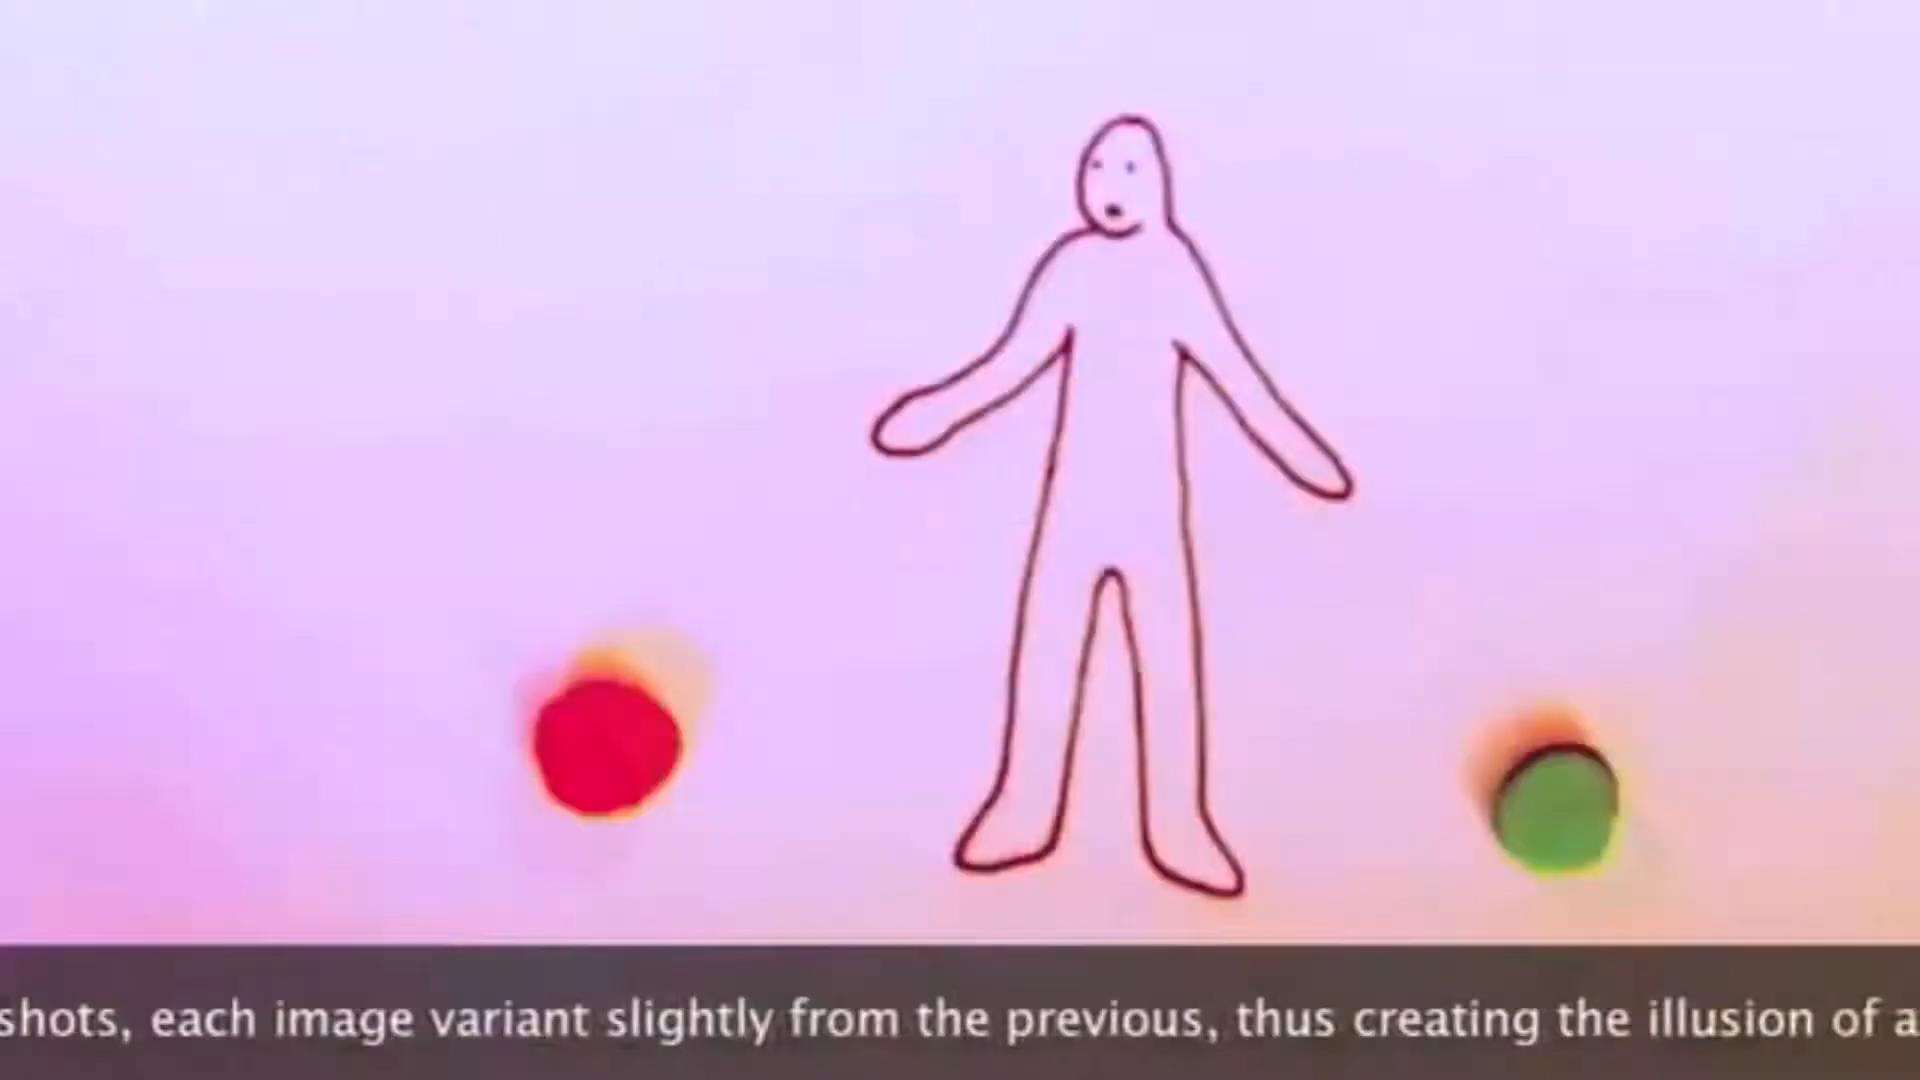 shots, each image variant slightly from the previous, thus creating the illusion of a